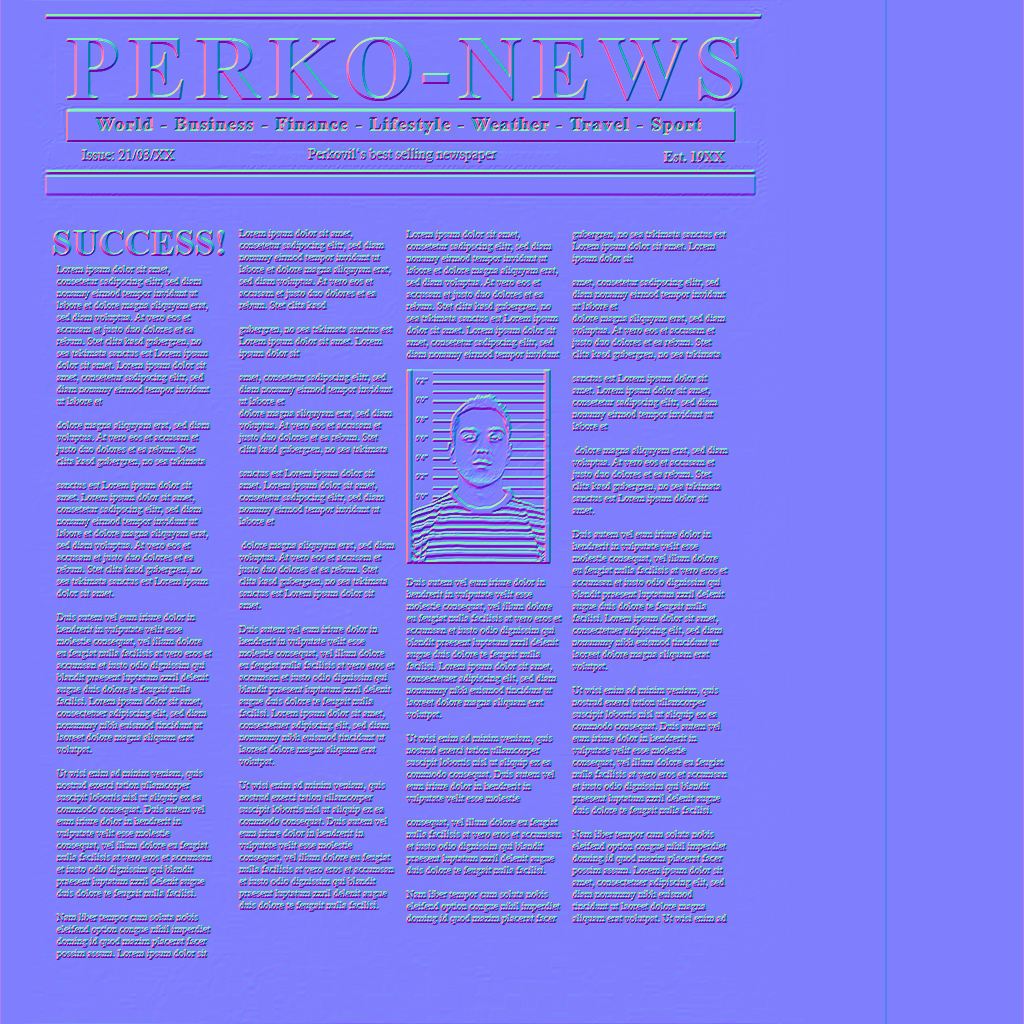 PERKO-NEWS
World - Business - Finance - Lifestyle - Weather - Travel - Sport
Issue: 21/03/XX
Perkovil's best selling newspaper
Est. 19XX
SUCCESS!
Lorem ipsum dolor sit amet,
consetetur sadipscing elitr, sed diam
nonumy eirmod tempor invidunt ut
labore et dolore magna aliquyam erat,
sed diam voluptua. At vero eos et
accusam et justo duo dolores et ea
rebum. Stet clita kasd gubergren, no
sea takimata sanctus est Lorem ipsum
dolor sit amet. Lorem ipsum dolor sit
amet, consetetur sadipscing elitr, sed
diam nonumy eirmod tempor invidunt
ut labore et
dolore magna aliquyam erat, sed diam
voluptua. At vero eos et accusam et
justo duo dolores et ea rebum. Stet
clita kasd gubergren, no sea takimata
sanctus est Lorem ipsum dolor sit
amet. Lorem ipsum dolor sit amet,
consetetur sadipscing elitr, sed diam
nonumy eirmod tempor invidunt ut
labore et dolore magna aliquyam erat,
sed diam voluptua. At vero eos et
accusam et justo duo dolores et ea
rebum. Stet clita kasd gubergren, no
sea takimata sanctus est Lorem ipsum
dolor sit amet.
Duis autem vel eum iriure dolor in
hendrerit in vulputate velit esse
molestie consequat, vel illum dolore
eu feugiat nulla facilisis at vero eros et
accumsan et iusto odio dignissim qui
blandit praesent luptatum zzril delenit
augue duis dolore te feugait nulla
facilisi. Lorem ipsum dolor sit amet,
consectetuer adipiscing elit, sed diam
nonummy nibh euismod tincidunt ut
laoreet dolore magna aliquam erat
volutpat.
Ut wisi enim ad minim veniam, quis
nostrud exerci tation ullamcorper
suscipit lobortis nisl ut aliquip ex ea
commodo consequat. Duis autem vel
eum iriure dolor in hendrerit in
vulputate velit esse molestie
consequat, vel illum dolore eu feugiat
nulla facilisis at vero eros et accumsan
et iusto odio dignissim qui blandit
praesent luptatum zzril delenit augue
duis dolore te feugait nulla facilisi.
Nam liber tempor cum soluta nobis
eleifend option congue nihil imperdiet
doming id quod mazim placerat facer
possim assum. Lorem ipsum dolor sit
Lorem ipsum dolor sit amet,
consetetur sadipscing elitr, sed diam
nonumy eirmod tempor invidunt ut
labore et dolore magna aliquyam erat,
sed diam voluptua. At vero eos et
accusam et justo duo dolores et ea
rebum. Stet clita kasd
gubergren, no sea takimata sanctus est
Lorem ipsum dolor sit amet. Lorem
ipsum dolor sit
amet, consetetur sadipscing elitr, sed
diam nonumy eirmod tempor invidunt
ut labore et
dolore magna aliquyam erat, sed diam
voluptua. At vero eos et accusam et
justo duo dolores et ea rebum. Stet
clita kasd gubergren, no sea takimata
sanctus est Lorem ipsum dolor sit
amet. Lorem ipsum dolor sit amet,
consetetur sadipscing elitr, sed diam
nonumy eirmod tempor invidunt ut
labore et
dolore magna aliquyam erat, sed diam
voluptua. At vero eos et accusam et
justo duo dolores et ea rebum. Stet
clita kasd gubergren, no sea takimata
sanctus est Lorem ipsum dolor sit
amet.
Duis autem vel eum iriure dolor in
hendrerit in vulputate velit esse
molestie consequat, vel illum dolore
eu feugiat nulla facilisis at vero eros et
accumsan et iusto odio dignissim qui
blandit praesent luptatum zzril delenit
augue duis dolore te feugait nulla
facilisi. Lorem ipsum dolor sit amet,
consectetuer adipiscing elit, sed diam
nonummy nibh euismod tincidunt ut
laoreet dolore magna aliquam erat
volutpat.
Ut wisi enim ad minim veniam, quis
nostrud exerci tation ullamcorper
suscipit lobortis nisl ut aliquip ex ea
commodo consequat. Duis autem vel
eum iriure dolor in hendrerit in
vulputate velit esse molestie
consequat, vel illum dolore eu feugiat
nulla facilisis at vero eros et accumsan
et iusto odio dignissim qui blandit
praesent luptatum zzril delenit augue
duis dolore te feugait nulla facilisi.
Lorem ipsum dolor sit amet,
consetetur sadipscing elitr, sed diam
nonumy eirmod tempor invidunt ut
labore et dolore magna aliquyam erat,
sed diam voluptua. At vero eos et
accusam et justo duo dolores et ea
rebum. Stet clita kasd gubergren, no
sea takimata sanctus est Lorem ipsum
dolor sit amet. Lorem ipsum dolor sit
amet, consetetur sadipscing elitr, sed
diam nonumy eirmod tempor invidunt
Duis autem vel eum iriure dolor in
hendrerit in vulputate velit esse
molestie consequat, vel illum dolore
eu feugiat nulla facilisis at vero eros et
accumsan et iusto odio dignissim qui
blandit praesent luptatum zzril delenit
augue duis dolore te feugait nulla
facilisi. Lorem ipsum dolor sit amet,
consectetuer adipiscing elit, sed diam
nonummy nibh euismod tincidunt ut
laoreet dolore magna aliquam erat
volutpat.
Ut wisi enim ad minim veniam, quis
nostrud exerci tation ullamcorper
suscipit lobortis nisl ut aliquip ex ea
commodo consequat. Duis autem vel
eum iriure dolor in hendrerit in
vulputate velit esse molestie
consequat, vel illum dolore eu feugiat
nulla facilisis at vero eros et accumsan
et iusto odio dignissim qui blandit
praesent luptatum zzril delenit augue
duis dolore te feugait nulla facilisi.
Nam liber tempor cum soluta nobis
eleifend option congue nihil imperdiet
doming id quod mazim placerat facer
gubergren, no sea takimata sanctus est
Lorem ipsum dolor sit amet. Lorem
ipsum dolor sit
amet, consetetur sadipscing elitr, sed
diam nonumy eirmod tempor invidunt
ut labore et
dolore magna aliquyam erat, sed diam
voluptua. At vero eos et accusam et
justo duo dolores et ea rebum. Stet
clita kasd gubergren, no sea takimata
sanctus est Lorem ipsum dolor sit
amet. Lorem ipsum dolor sit amet,
consetetur sadipscing elitr, sed diam
nonumy eirmod tempor invidunt ut
labore et
dolore magna aliquyam erat, sed diam
voluptua. At vero eos et accusam et
justo duo dolores et ea rebum. Stet
clita kasd gubergren, no sea takimata
sanctus est Lorem ipsum dolor sit
amet.
Duis autem vel eum iriure dolor in
hendrerit in vulputate velit esse
molestie consequat, vel illum dolore
eu feugiat nulla facilisis at vero eros et
accumsan et iusto odio dignissim qui
blandit praesent luptatum zzril delenit
augue duis dolore te feugait nulla
facilisi. Lorem ipsum dolor sit amet,
consectetuer adipiscing elit, sed diam
nonummy nibh euismod tincidunt ut
laoreet dolore magna aliquam erat
volutpat.
Ut wisi enim ad minim veniam, quis
nostrud exerci tation ullamcorper
suscipit lobortis nisl ut aliquip ex ea
commodo consequat. Duis autem vel
eum iriure dolor in hendrerit in
vulputate velit esse molestie
consequat, vel illum dolore eu feugiat
nulla facilisis at vero eros et accumsan
et iusto odio dignissim qui blandit
praesent luptatum zzril delenit augue
duis dolore te feugait nulla facilisi.
Nam liber tempor cum soluta nobis
eleifend option congue nihil imperdiet
doming id quod mazim placerat facer
possim assum. Lorem ipsum dolor sit
amet, consectetuer adipiscing elit, sed
diam nonummy nibh euismod
tincidunt ut laoreet dolore magna
aliquam erat volutpat. Ut wisi enim ad